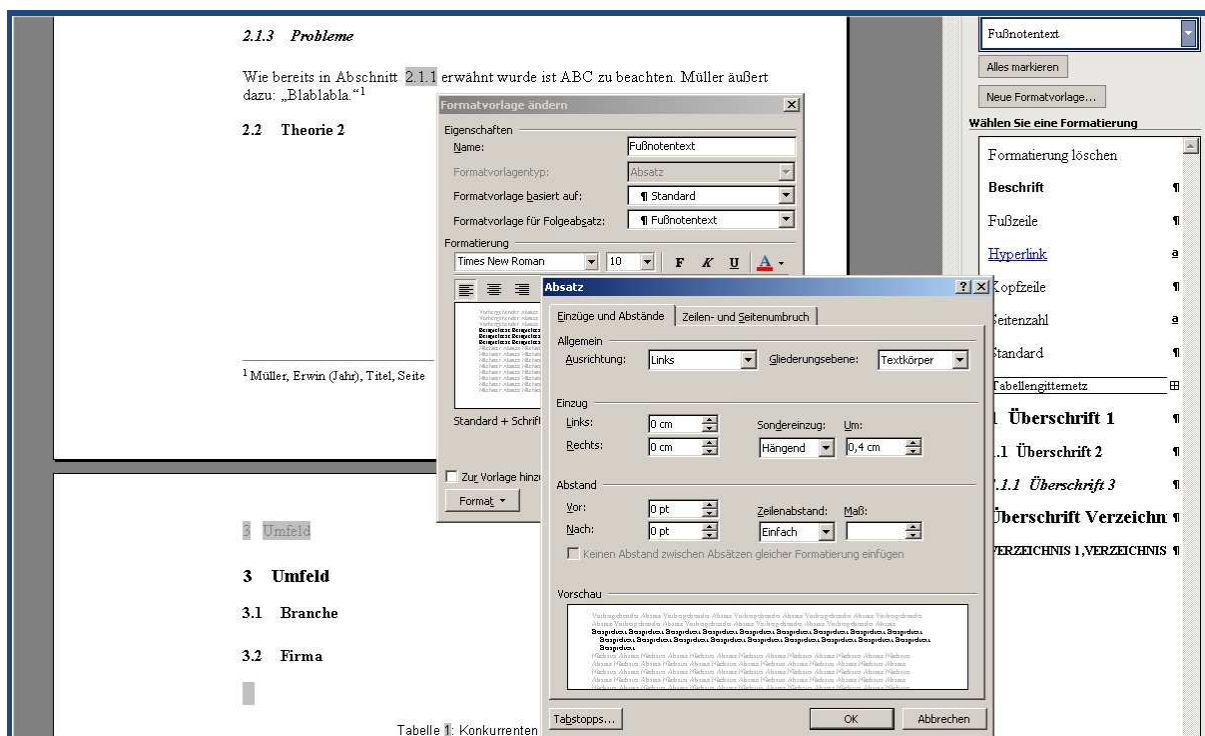 2.1.3 Probleme
Wie bereits in Abschnitt 2.1.1 erwähnt wurde ist ABC zu beachten. Müller äußert
dazu: „Blablabla.“1
2.2 Theorie 2
1 Müller, Erwin (Jahr), Titel, Seite
3 Umfeld
3 Umfeld
3.1 Branche
3.2 Firma
Tabelle 1: Konkurrenten
Formatvorlage ändern
Eigenschaften
Name: Fußnotentext
Formatvorlagentyp: Absatz
Formatvorlage basiert auf: ¶ Standard
Formatvorlage für Folgeabsatz: ¶ Fußnotentext
Formatierung
Times New Roman 10 F K U A
Standard + Schrift
Zur Vorlage hinzu
Format
Absatz
Einzüge und Abstände Zeilen- und Seitenumbruch
Allgemein
Ausrichtung: Links Gliederungsebene: Textkörper
Einzug
Links: 0 cm Sondereinzug: Um:
Rechts: 0 cm Hängend 0,4 cm
Abstand
Vor: 0 pt Zeilenabstand: Maß:
Nach: 0 pt Einfach
Keinen Abstand zwischen Absätzen gleicher Formatierung einfügen
Vorschau
Tabstopps... OK Abbrechen
Fußnotentext
Alles markieren
Neue Formatvorlage...
Wählen Sie eine Formatierung
Formatierung löschen
Beschrift ¶
Fußzeile ¶
Hyperlink a
Kopfzeile ¶
Seitenzahl a
Standard ¶
Tabellengitternetz
1 Überschrift 1 ¶
.1 Überschrift 2 ¶
.1.1 Überschrift 3 ¶
Überschrift Verzeichn ¶
VERZEICHNIS 1,VERZEICHNIS ¶